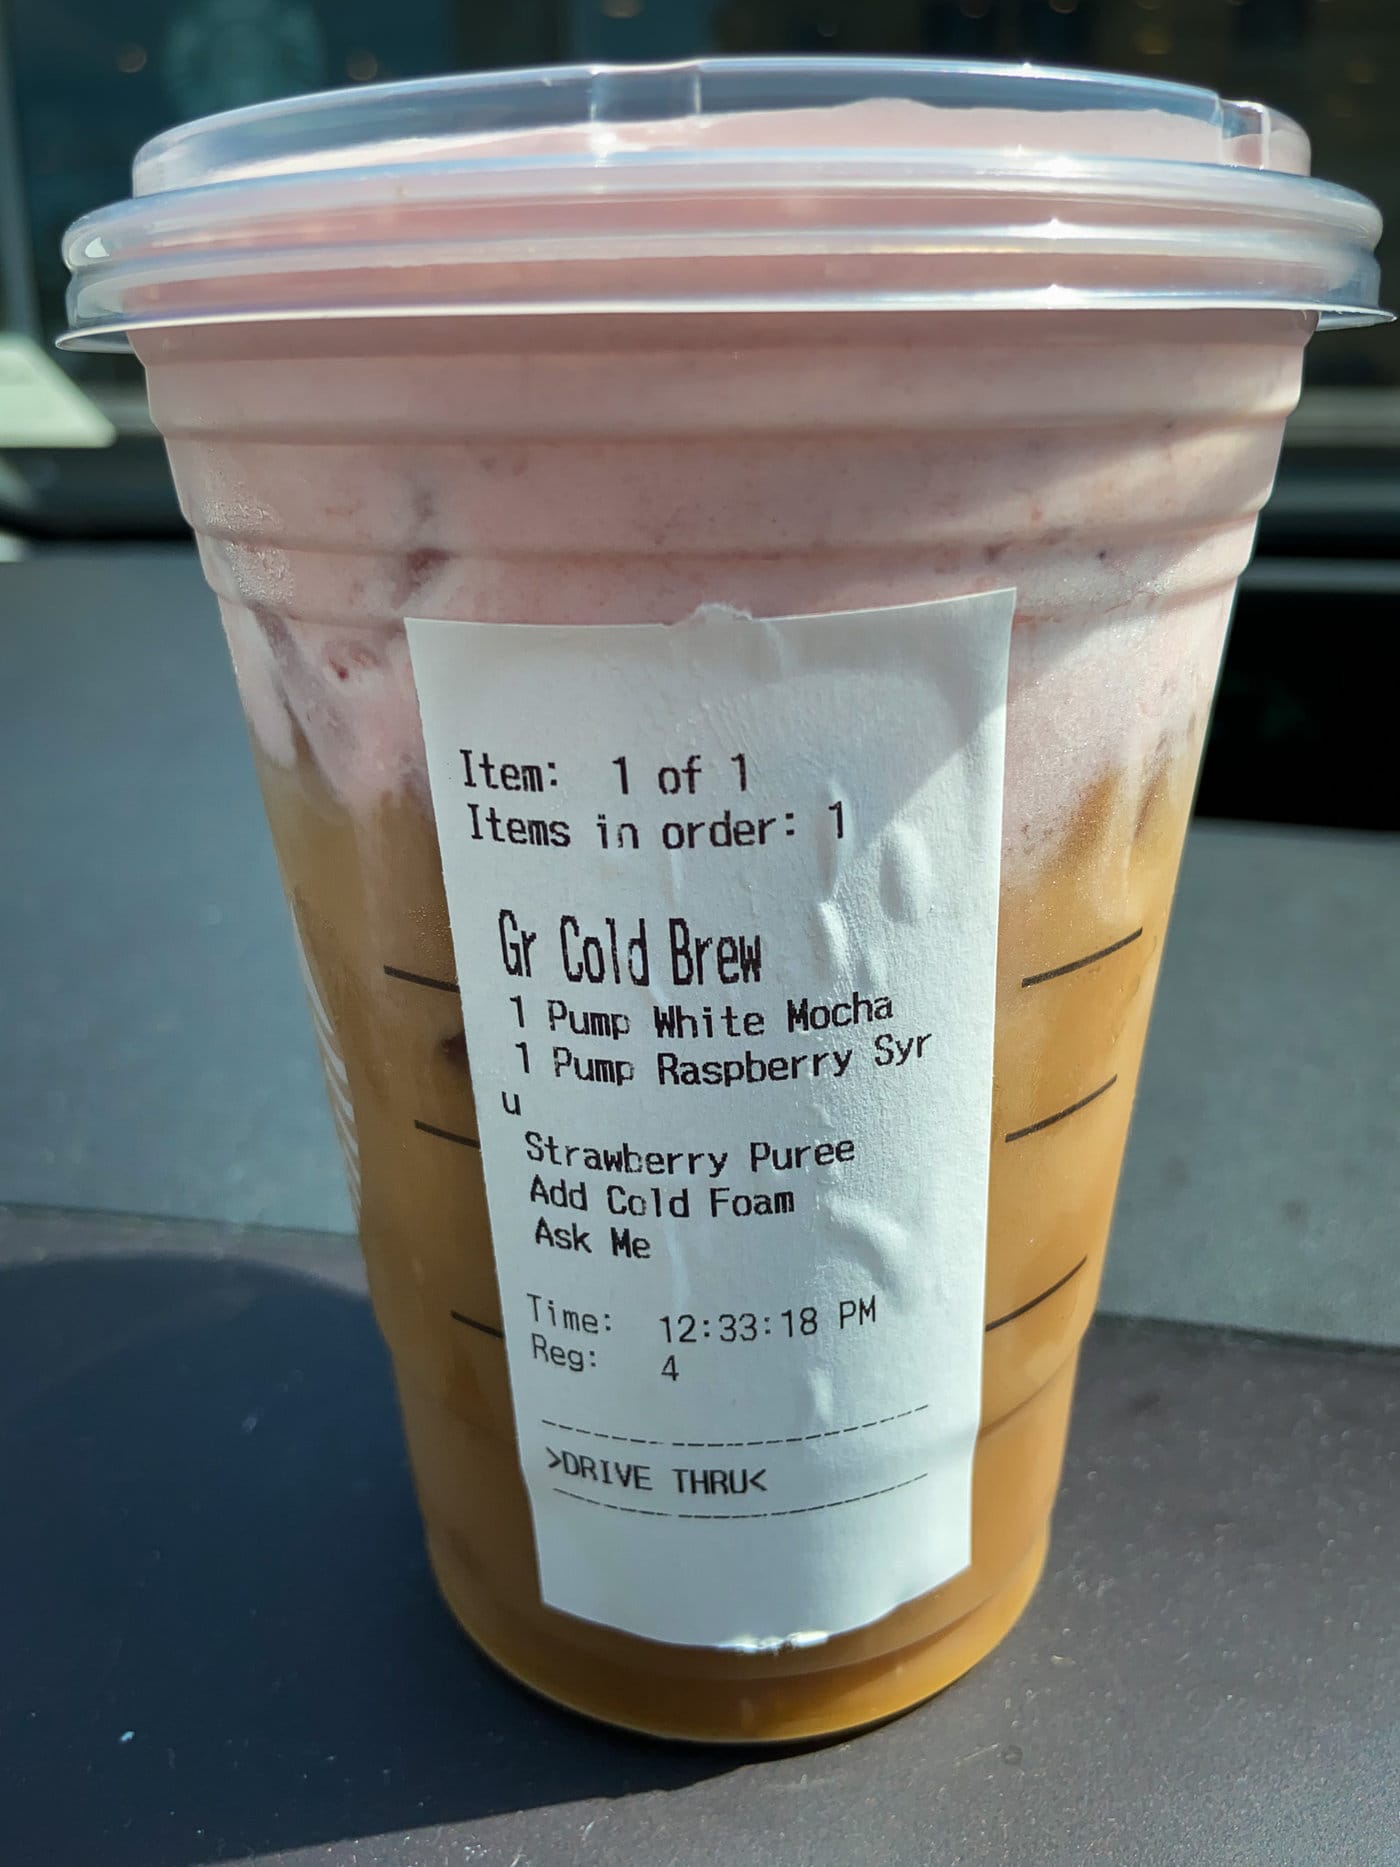 Item: 1 of 1
Items in order: 1
Gr Cold Brew
1 Pump White Mocha
1 Pump Raspberry Syr
u
Strawberry Puree
Add Cold Foam
Ask Me
Time: 12:33:18 PM
Reg: 4
>DRIVE THRU<